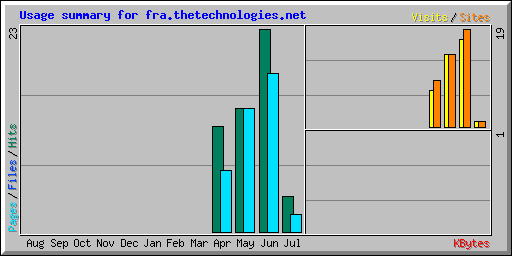 Usage summary for fra.thetechnologies.net
Visits/Sites
23
19
Pages/Files/Hits
1
Aug Sep Oct Nov Dec Jan Feb Mar Apr May Jun Jul
KBytes